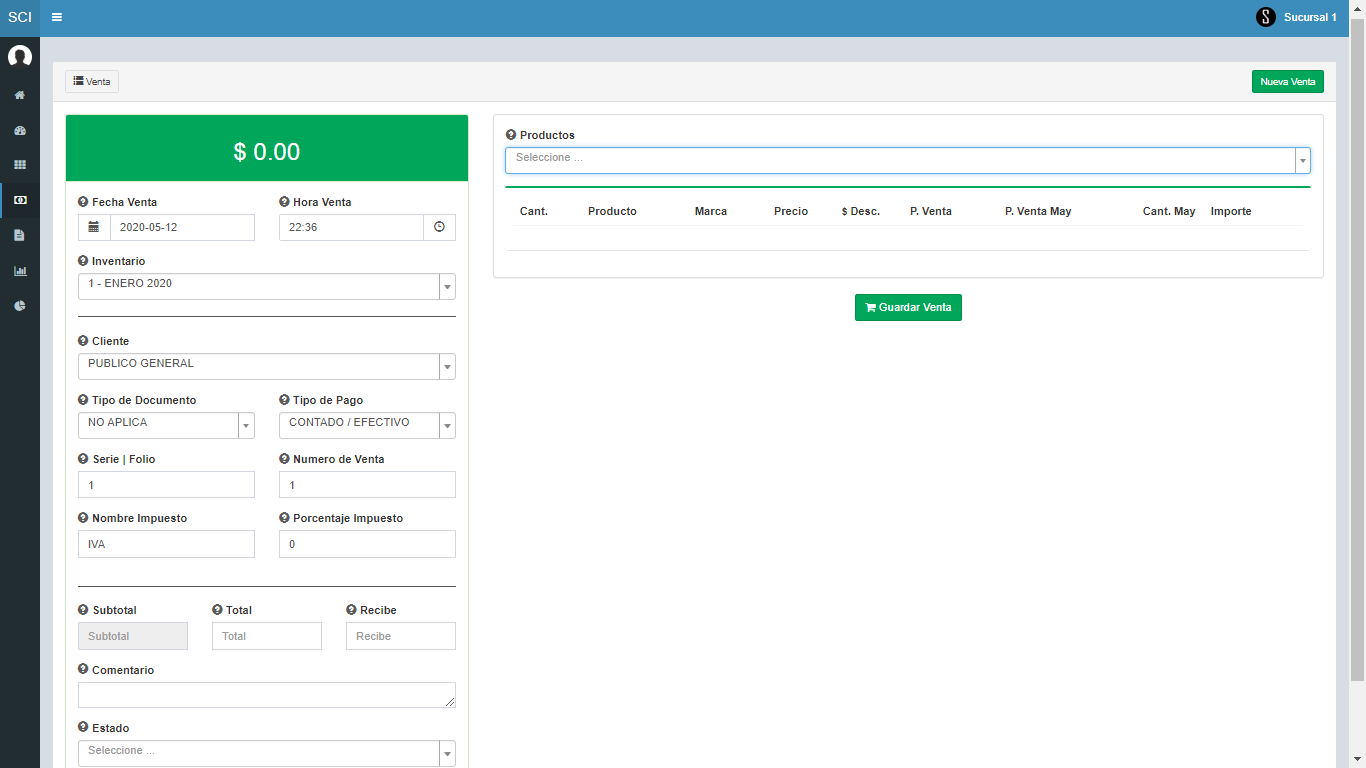 SCI
Sucursal 1
Venta
Nueva Venta
$ 0.00
Fecha Venta
Hora Venta
2020-05-12
22:36
Inventario
1 - ENERO 2020
Cliente
PUBLICO GENERAL
Tipo de Documento
Tipo de Pago
NO APLICA
CONTADO / EFECTIVO
Serie | Folio
Numero de Venta
1
1
Nombre Impuesto
Porcentaje Impuesto
IVA
0
Subtotal
Total
Recibe
Subtotal
Total
Recibe
Comentario
Estado
Seleccione ...
Productos
Seleccione ...
Cant. Producto Marca Precio $ Desc. P. Venta P. Venta May Cant. May Importe
Guardar Venta